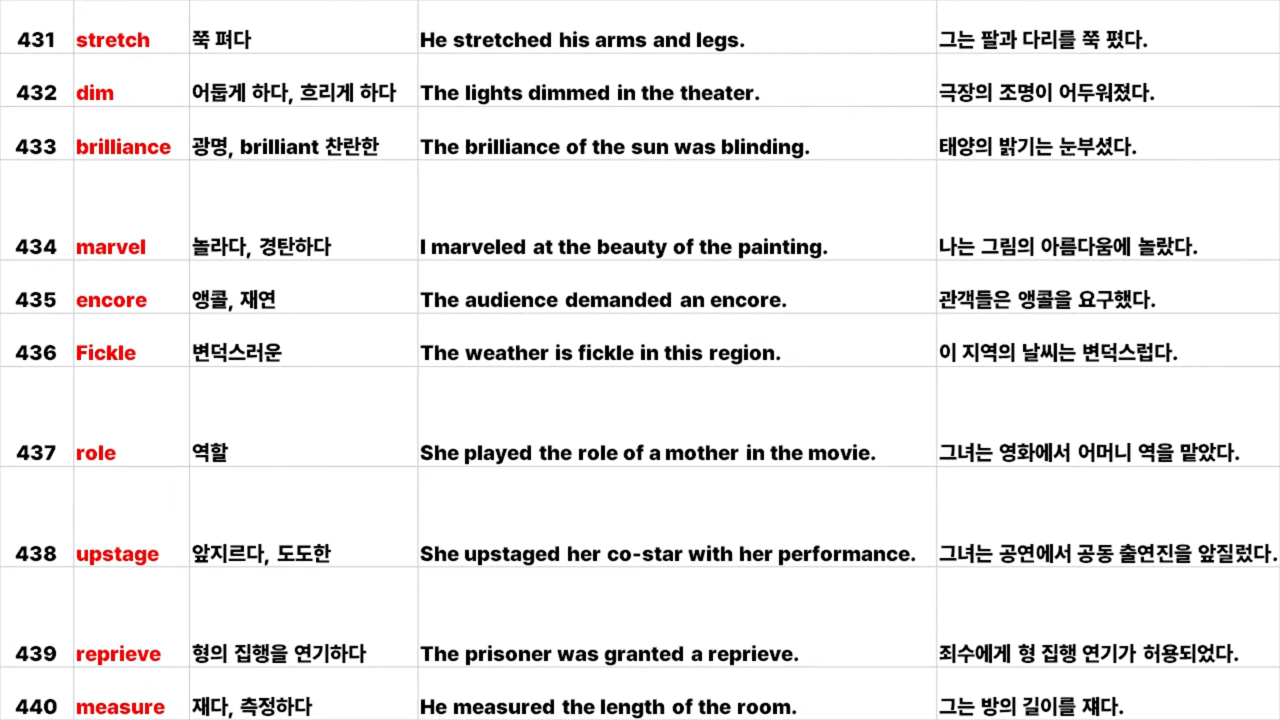 431 stretch 쭉 펴다 He stretched his arms and legs. 그는 팔과 다리를 쭉 폈다.
432 dim 어둡게 하다, 흐리게 하다 The lights dimmed in the theater. 극장의 조명이 어두워졌다.
433 brilliance 광명, brilliant 찬란한 The brilliance of the sun was blinding. 태양의 밝기는 눈부셨다.
434 marvel 놀라다, 경탄하다 I marveled at the beauty of the painting. 나는 그림의 아름다움에 놀랐다.
435 encore 앵콜, 재연 The audience demanded an encore. 관객들은 앵콜을 요구했다.
436 Fickle 변덕스러운 The weather is fickle in this region. 이 지역의 날씨는 변덕스럽다.
437 role 역할 She played the role of a mother in the movie. 그녀는 영화에서 어머니 역을 맡았다.
438 upstage 앞지르다, 도도한 She upstaged her co-star with her performance. 그녀는 공연에서 공동 출연진을 앞질렀다.
439 reprieve 형의 집행을 연기하다 The prisoner was granted a reprieve. 죄수에게 형 집행 연기가 허용되었다.
440 measure 재다, 측정하다 He measured the length of the room. 그는 방의 길이를 쟤다.